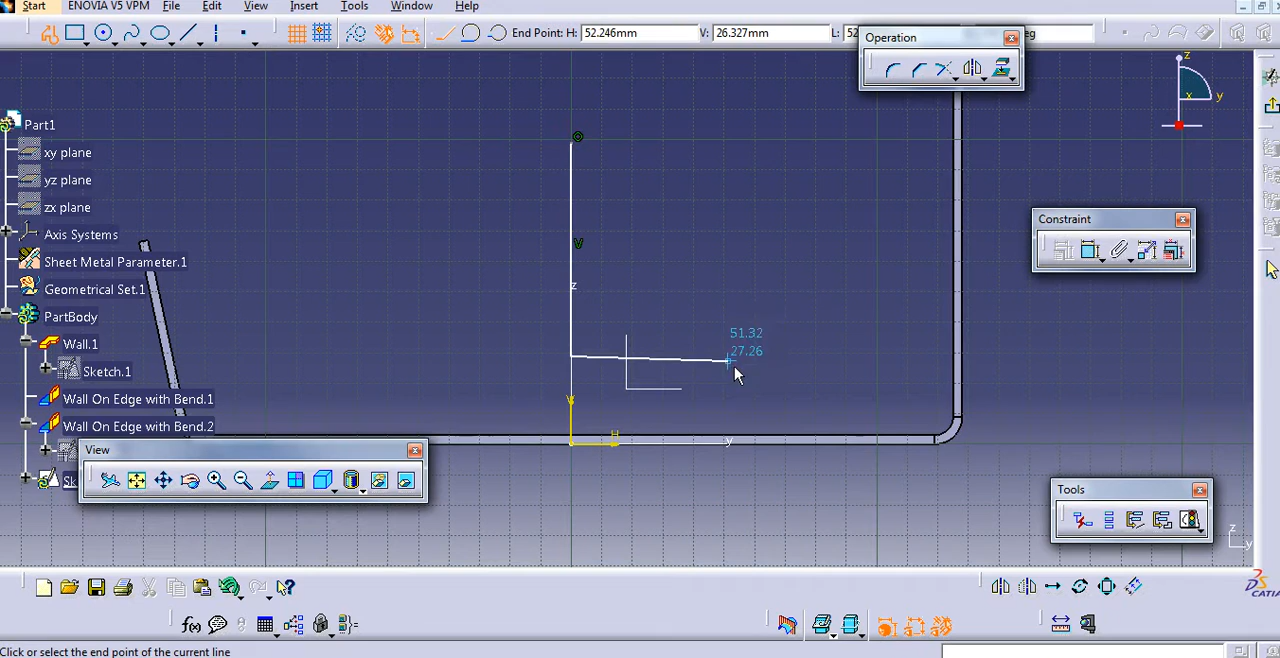 Start ENOVIA V5 VPM File Edit View Insert Tools Window Help
End Point: H: 52.246mm V: 26.327mm L: 52
Operation
z
x y
Part1
xy plane
yz plane
zx plane
V
Axis Systems
Constraint
Sheet Metal Parameter.1
z
Geometrical Set.1
PartBody
51.32
Wall.1
27.26
Sketch.1
Wall On Edge with Bend.1
V
Wall On Edge with Bend.2
H
y
View
Sk
Tools
z
y
CATIA
f(x)
Click or select the end point of the current line